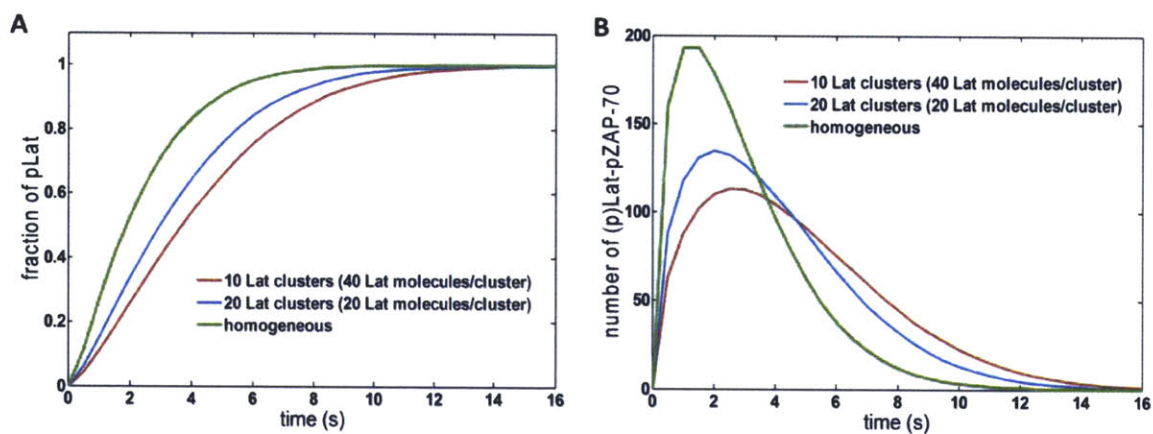 A
fraction of pLat
1
0.8
0.6
0.4
0.2
0
10 Lat clusters (40 Lat molecules/cluster)
20 Lat clusters (20 Lat molecules/cluster)
homogeneous
0 2 4 6 8 10 12 14 16
time (s)
B
number of (p)Lat-pZAP-70
200
150
100
50
0
10 Lat clusters (40 Lat molecules/cluster)
20 Lat clusters (20 Lat molecules/cluster)
homogeneous
0 2 4 6 8 10 12 14 16
time (s)